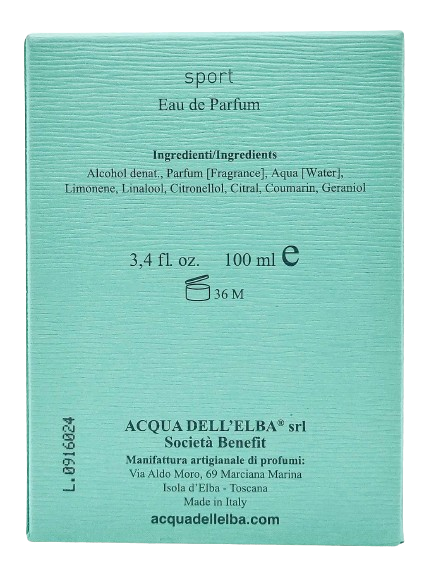 sport
Eau de Parfum
Ingredienti/Ingredients
Alcohol denat., Parfum [Fragrance], Aqua [Water],
Limonene, Linalool, Citronellol, Citral, Coumarin, Geraniol
3,4 fl. oz. 100 ml e
36 M
L.0916024
ACQUA DELL'ELBA® srl
Società Benefit
Manifattura artigianale di profumi:
Via Aldo Moro, 69 Marciana Marina
Isola d'Elba - Toscana
Made in Italy
acquadellelba.com